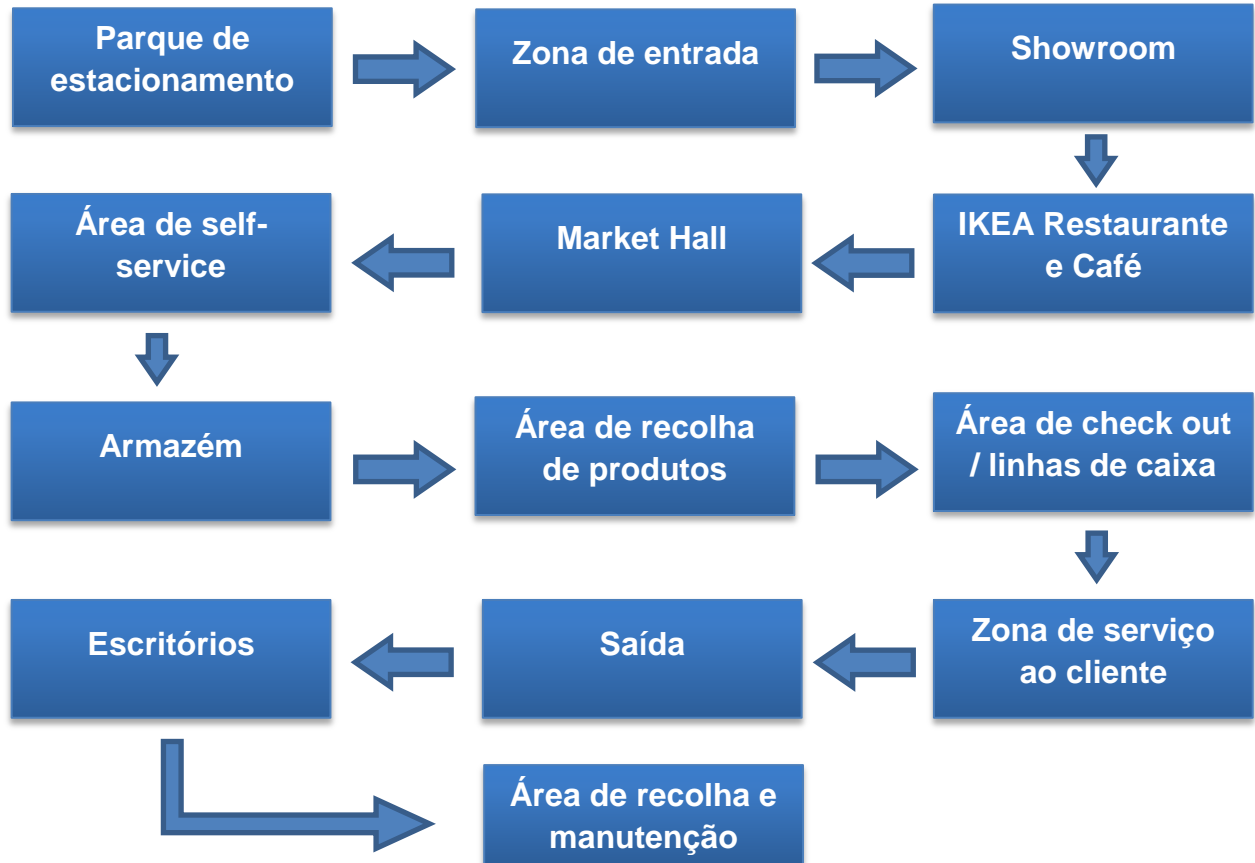 Parque de
estacionamento
Zona de entrada
Showroom
IKEA Restaurante
e Café
Market Hall
Área de self-
service
Armazém
Área de recolha
de produtos
Área de check out
/ linhas de caixa
Zona de serviço
ao cliente
Saída
Escritórios
Área de recolha e
manutenção